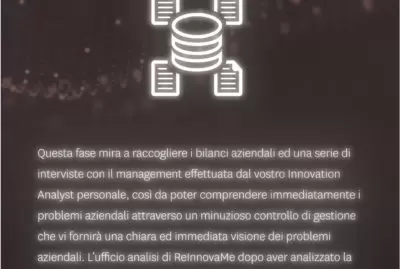 Questa fase mira a raccogliere i bilanci aziendali ed una serie di
interviste con il management effettuata dal vostro Innovation
Analyst personale, così da poter comprendere immediatamente i
problemi aziendali attraverso un minuzioso controllo di gestione
che vi fornirà una chiara ed immediata visione dei problemi
aziendali. L'ufficio analisi di ReInnovaMe dopo aver analizzato la